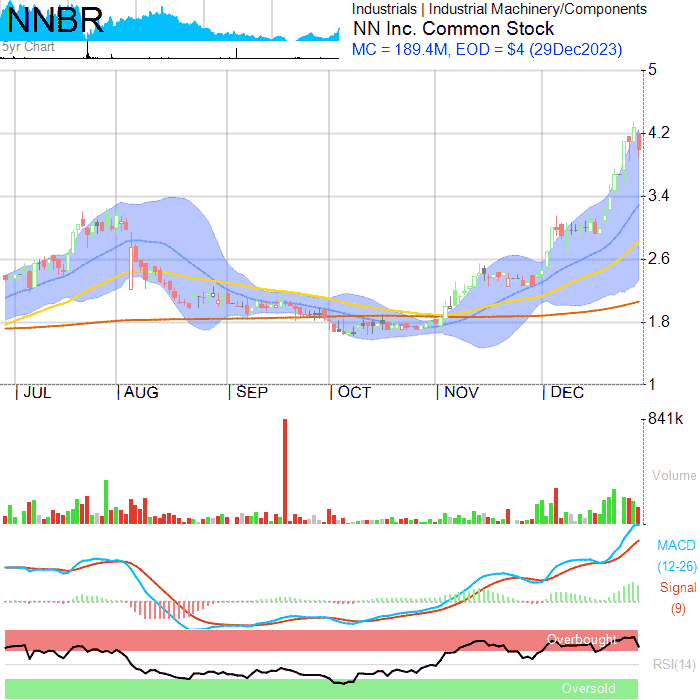 NNBR
5yr Chart
Industrials | Industrial Machinery/Components
NN Inc. Common Stock
MC = 189.4M, EOD = $4 (29Dec2023)
5
4.2
3.4
2.6
1.8
1
JUL AUG SEP OCT NOV DEC
841k
Volume
MACD
(12-26)
Signal
(9)
Overbought
RSI(14)
Oversold